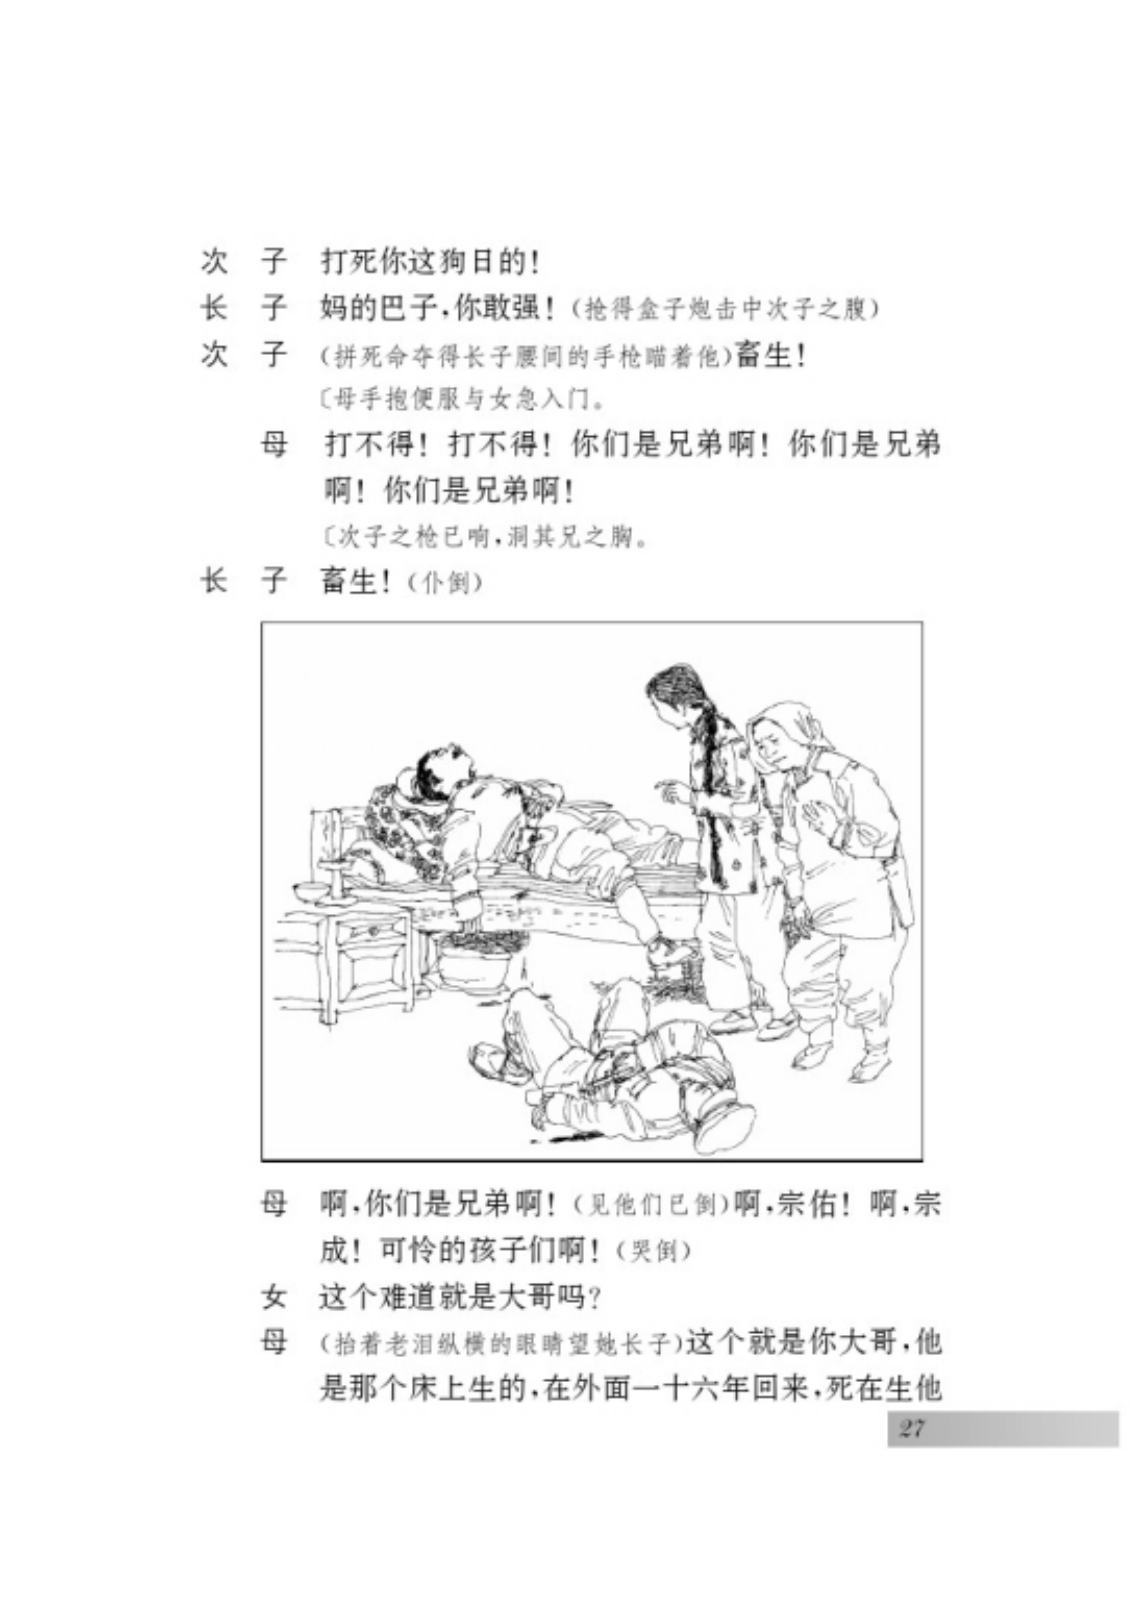 次 子 打死你这狗日的！
长 子 妈的巴子，你敢强！（抢得盒子炮击中次子之腹）
次 子 （拼死命夺得长子腰间的手枪瞄着他）畜生！
〔母手抱便服与女急入门。
母 打不得！打不得！你们是兄弟啊！你们是兄弟
啊！你们是兄弟啊！
〔次子之枪已响，洞其兄之胸。
长 子 畜生！（仆倒）
母 啊，你们是兄弟啊！（见他们已倒）啊，宗佑！啊，宗
成！可怜的孩子们啊！（哭倒）
女 这个难道就是大哥吗？
母 （抬着老泪纵横的眼睛望她长子）这个就是你大哥，他
是那个床上生的，在外面一十六年回来，死在生他
27